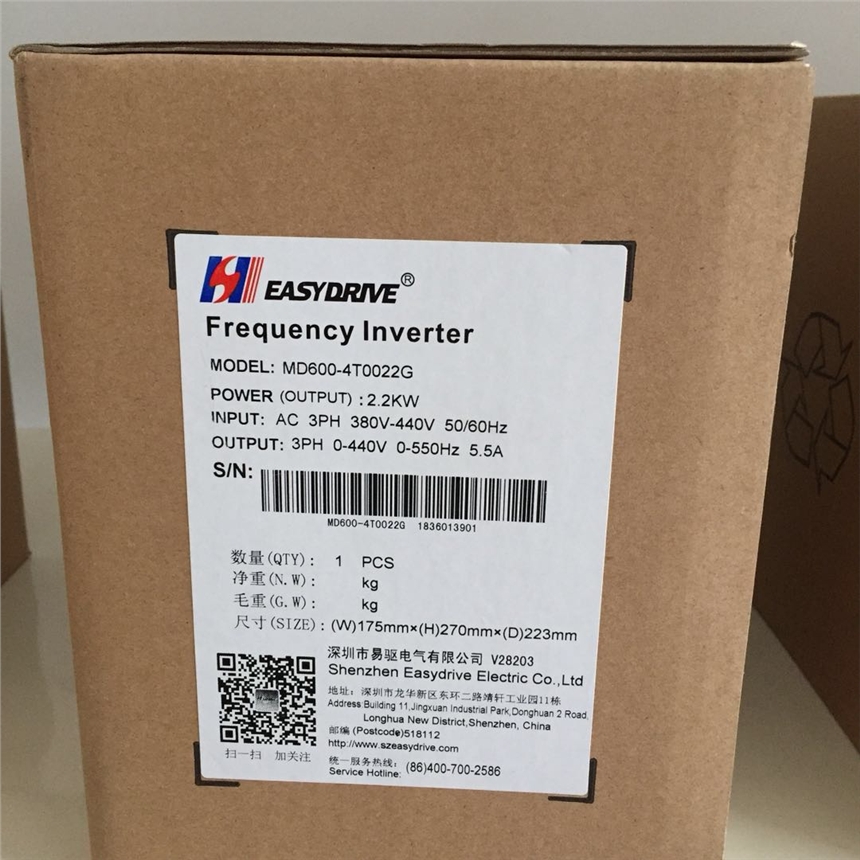 EASYDRIVE®
Frequency Inverter
MODEL: MD600-4T0022G
POWER (OUTPUT) : 2.2KW
INPUT: AC 3PH 380V-440V 50/60Hz
OUTPUT: 3PH 0-440V 0-550Hz 5.5A
S/N:
MD600-4T0022G 1836013901
数量(QTY): 1 PCS
净重(N.W): kg
毛重(G.W): kg
尺寸(SIZE): (W)175mm×(H)270mm×(D)223mm
深圳市易驱电气有限公司 V28203
Shenzhen Easydrive Electric Co.,Ltd
地址: 深圳市龙华新区东环二路靖轩工业园11栋
Address:Building 11,Jingxuan Industrial Park,Donghuan 2 Road,
Longhua New District,Shenzhen, China
邮编 (Postcode)518112
http://www.szeasydrive.com
扫一扫 加关注
统一服务热线: (86)400-700-2586
Service Hotline: